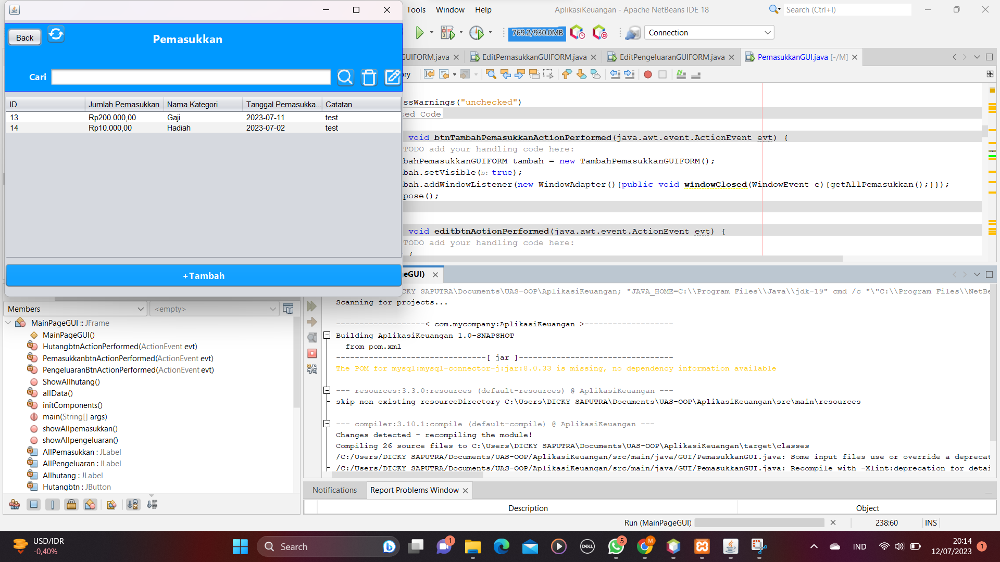 Back
Pemasukkan
Cari
ID Jumlah Pemasukkan Nama Kategori Tanggal Pemasukka... Catatan
13 Rp200.000,00 Gaji 2023-07-11 test
14 Rp10.000,00 Hadiah 2023-07-02 test
+Tambah
Tools Window Help AplikasiKeuangan - Apache NetBeans IDE 18 Search (Ctrl+I)
769.2/930.0MB Connection
GUIFORM.java EditPemasukkanGUIFORM.java EditPengeluaranGUIFORM.java PemasukkanGUI.java [-/M]
ry
ssWarnings("unchecked")
ted Code
void btnTambahPemasukkanActionPerformed(java.awt.event.ActionEvent evt) {
TODO add your handling code here:
bahPemasukkanGUIFORM tambah = new TambahPemasukkanGUIFORM();
bah.setVisible(b: true);
bah.addWindowListener(new WindowAdapter(){public void windowClosed(WindowEvent e){getAllPemasukkan();}});
pose();
void editbtnActionPerformed(java.awt.event.ActionEvent evt) {
TODO add your handling code here:
{
eGUI)
CKY SAPUTRA\Documents\UAS-OOP\AplikasiKeuangan; "JAVA_HOME=C:\\Program Files\\Java\\jdk-19" cmd /c "\"C:\\Program Files\\NetBe
Scanning for projects...
-------------------< com.mycompany:AplikasiKeuangan >-------------------
Building AplikasiKeuangan 1.0-SNAPSHOT
from pom.xml
--------------------------------[ jar ]---------------------------------
The POM for mysql:mysql-connector-j:jar:8.0.33 is missing, no dependency information available
--- resources:3.3.0:resources (default-resources) @ AplikasiKeuangan ---
skip non existing resourceDirectory C:\Users\DICKY SAPUTRA\Documents\UAS-OOP\AplikasiKeuangan\src\main\resources
--- compiler:3.10.1:compile (default-compile) @ AplikasiKeuangan ---
Changes detected - recompiling the module!
Compiling 26 source files to C:\Users\DICKY SAPUTRA\Documents\UAS-OOP\AplikasiKeuangan\target\classes
/C:/Users/DICKY SAPUTRA/Documents/UAS-OOP/AplikasiKeuangan/src/main/java/GUI/PemasukkanGUI.java: Some input files use or override a deprecat
/C:/Users/DICKY SAPUTRA/Documents/UAS-OOP/AplikasiKeuangan/src/main/java/GUI/PemasukkanGUI.java: Recompile with -Xlint:deprecation for detai
Members <empty>
MainPageGUI :: JFrame
MainPageGUI()
HutangbtnActionPerformed(ActionEvent evt)
PemasukkanbtnActionPerformed(ActionEvent evt)
PengeluaranBtnActionPerformed(ActionEvent evt)
ShowAllhutang()
allData()
initComponents()
main(String[] args)
showAllpemasukkan()
showAllpengeluaran()
AllPemasukkan : JLabel
AllPengeluaran : JLabel
Allhutang : JLabel
Hutangbtn : JButton
Notifications Report Problems Window
Description Object
Run (MainPageGUI) 238:60 INS
USD/IDR
-0,40%
Search
DELL
1
5
M
IND
20:14
12/07/2023
1